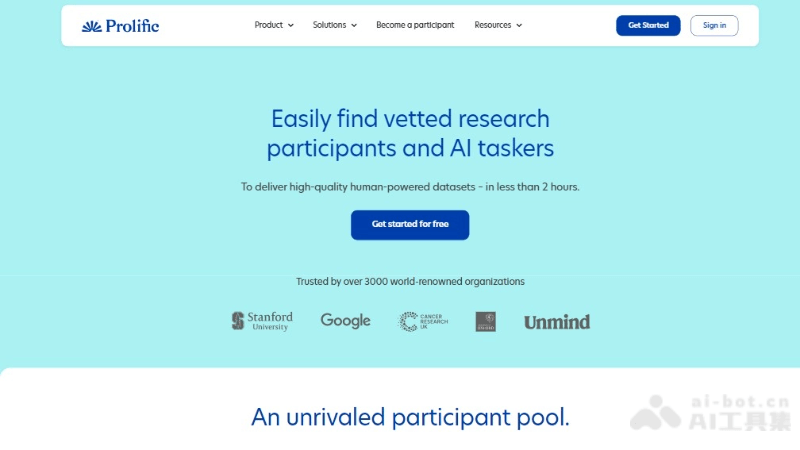 Prolific
Product
Solutions
Become a participant
Resources
Get Started
Sign in
Easily find vetted research
participants and AI taskers
To deliver high-quality human-powered datasets – in less than 2 hours.
Get started for free
Trusted by over 3000 world-renowned organizations
Stanford
University
Google
CANCER
RESEARCH
UK
Unmind
An unrivaled participant pool.
ai-bot.cn
AI工具集